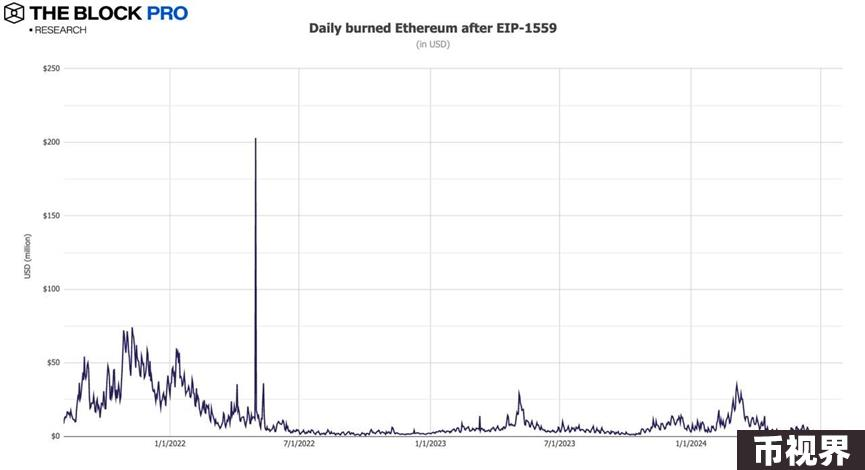 THE BLOCK PRO
• RESEARCH
Daily burned Ethereum after EIP-1559
(in USD)
$250
$200
$150
$100
$50
$0
USD (million)
1/1/2022
7/1/2022
1/1/2023
7/1/2023
1/1/2024
币视界